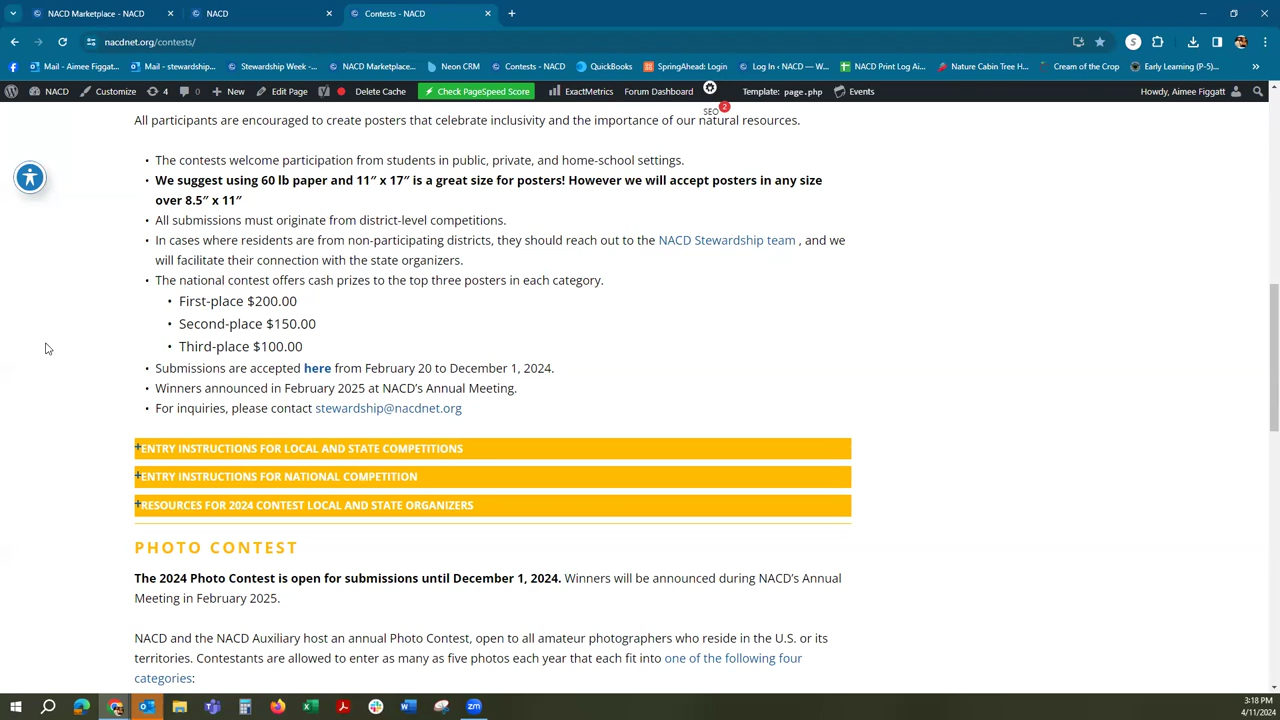 NACD Marketplace - NACD
NACD
Contests - NACD
nacdnet.org/contests/
Mail - Aimee Figgat...
Mail - stewardship...
Stewardship Week -...
NACD Marketplace...
Neon CRM
Contests - NACD
QuickBooks
SpringAhead: Login
Log In ‹ NACD — W...
NACD Print Log Ai...
Nature Cabin Tree H...
Cream of the Crop
Early Learning (P-5)...
NACD
Customize
4
0
New
Edit Page
Delete Cache
Check PageSpeed Score
ExactMetrics
Forum Dashboard
SEO 2
Template: page.php
Events
Howdy, Aimee Figgatt
All participants are encouraged to create posters that celebrate inclusivity and the importance of our natural resources.
• The contests welcome participation from students in public, private, and home-school settings.
• We suggest using 60 lb paper and 11″ x 17″ is a great size for posters! However we will accept posters in any size
over 8.5″ x 11″
• All submissions must originate from district-level competitions.
• In cases where residents are from non-participating districts, they should reach out to the NACD Stewardship team , and we
will facilitate their connection with the state organizers.
• The national contest offers cash prizes to the top three posters in each category.
• First-place $200.00
• Second-place $150.00
• Third-place $100.00
• Submissions are accepted here from February 20 to December 1, 2024.
• Winners announced in February 2025 at NACD's Annual Meeting.
• For inquiries, please contact stewardship@nacdnet.org
+ENTRY INSTRUCTIONS FOR LOCAL AND STATE COMPETITIONS
+ENTRY INSTRUCTIONS FOR NATIONAL COMPETITION
+RESOURCES FOR 2024 CONTEST LOCAL AND STATE ORGANIZERS
PHOTO CONTEST
The 2024 Photo Contest is open for submissions until December 1, 2024. Winners will be announced during NACD's Annual
Meeting in February 2025.
NACD and the NACD Auxiliary host an annual Photo Contest, open to all amateur photographers who reside in the U.S. or its
territories. Contestants are allowed to enter as many as five photos each year that each fit into one of the following four
categories:
3:18 PM
4/11/2024